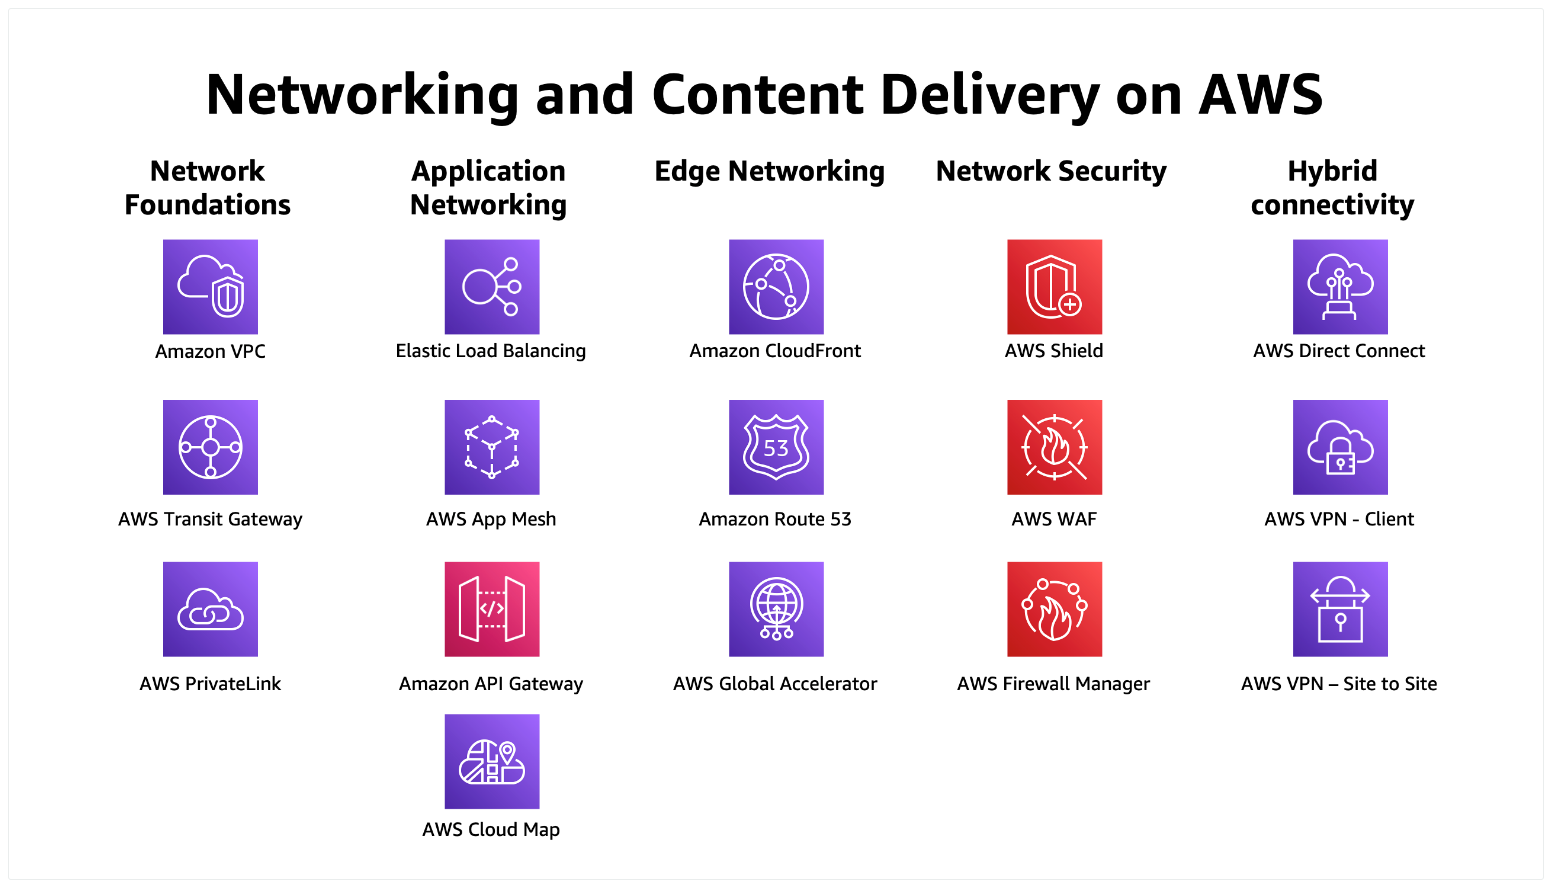 Networking and Content Delivery on AWS
Network
Foundations
Amazon VPC
AWS Transit Gateway
AWS PrivateLink
Application
Networking
Elastic Load Balancing
AWS App Mesh
</>
Amazon API Gateway
AWS Cloud Map
Edge Networking
Amazon CloudFront
53
Amazon Route 53
AWS Global Accelerator
Network Security
AWS Shield
AWS WAF
AWS Firewall Manager
Hybrid
connectivity
AWS Direct Connect
AWS VPN - Client
AWS VPN – Site to Site